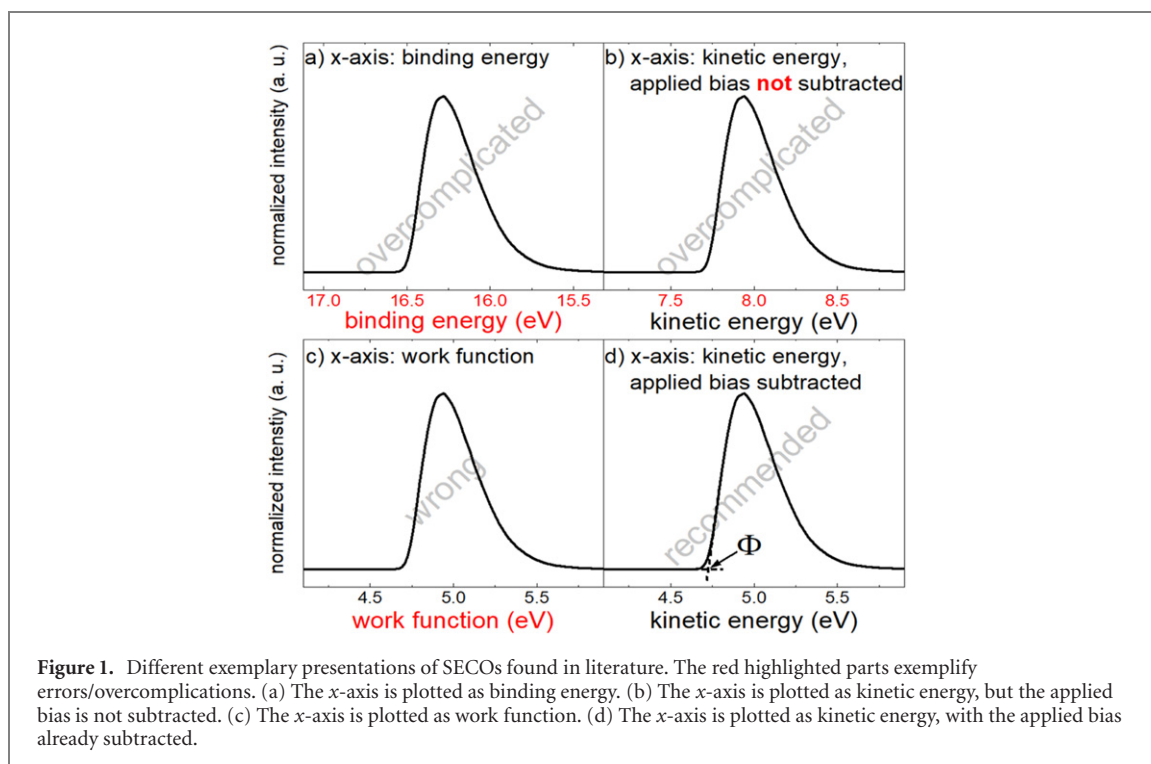 a) x-axis: binding energy
normalized intensity (a. u.)
overcomplicated
17.0 16.5 16.0 15.5
binding energy (eV)
b) x-axis: kinetic energy,
applied bias not subtracted
overcomplicated
7.5 8.0 8.5
kinetic energy (eV)
c) x-axis: work function
normalized intenstiy (a. u.)
wrong
4.5 5.0 5.5
work function (eV)
d) x-axis: kinetic energy,
applied bias subtracted
recommended
Φ
4.5 5.0 5.5
kinetic energy (eV)
Figure 1. Different exemplary presentations of SECOs found in literature. The red highlighted parts exemplify
errors/overcomplications. (a) The x-axis is plotted as binding energy. (b) The x-axis is plotted as kinetic energy, but the applied
bias is not subtracted. (c) The x-axis is plotted as work function. (d) The x-axis is plotted as kinetic energy, with the applied bias
already subtracted.